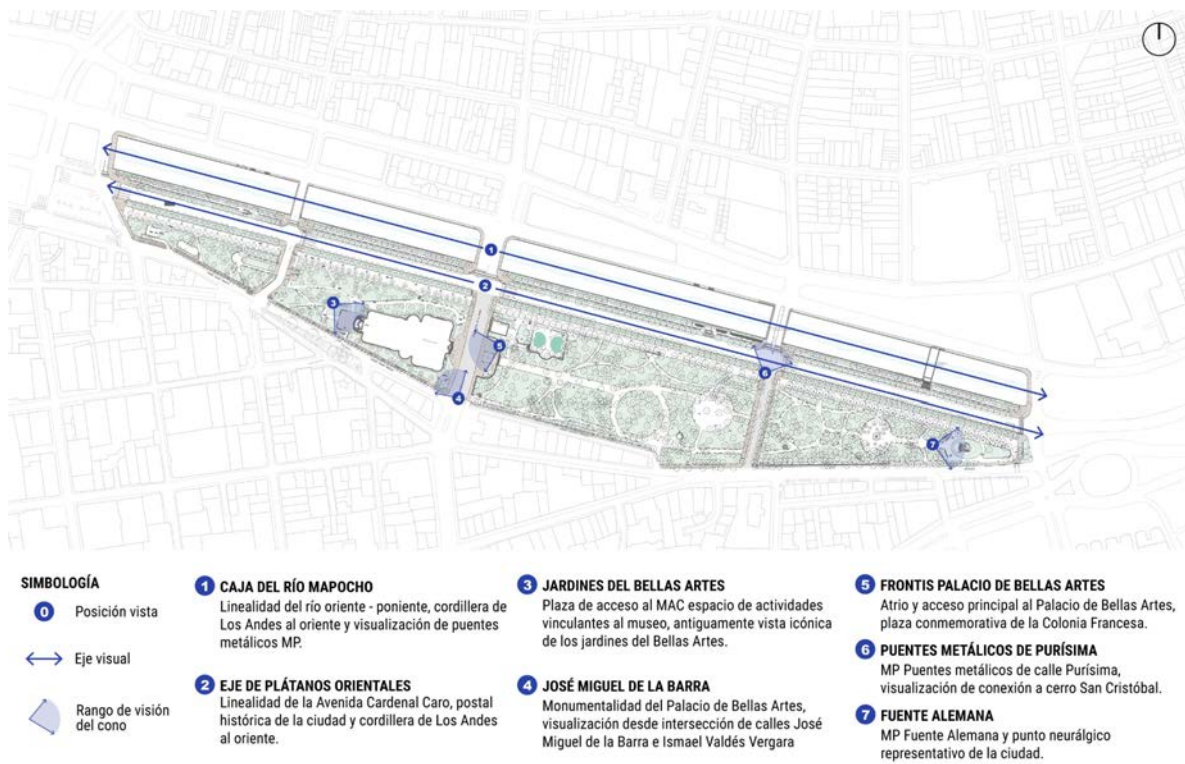 1
2
3
5
4
6
7
SIMBOLOGÍA
0 Posición vista
Eje visual
Rango de visión
del cono
1 CAJA DEL RÍO MAPOCHO
Linealidad del río oriente - poniente, cordillera de
Los Andes al oriente y visualización de puentes
metálicos MP.
2 EJE DE PLÁTANOS ORIENTALES
Linealidad de la Avenida Cardenal Caro, postal
histórica de la ciudad y cordillera de Los Andes
al oriente.
3 JARDINES DEL BELLAS ARTES
Plaza de acceso al MAC espacio de actividades
vinculantes al museo, antiguamente vista icónica
de los jardines del Bellas Artes.
4 JOSÉ MIGUEL DE LA BARRA
Monumentalidad del Palacio de Bellas Artes,
visualización desde intersección de calles José
Miguel de la Barra e Ismael Valdés Vergara
5 FRONTIS PALACIO DE BELLAS ARTES
Atrio y acceso principal al Palacio de Bellas Artes,
plaza conmemorativa de la Colonia Francesa.
6 PUENTES METÁLICOS DE PURÍSIMA
MP Puentes metálicos de calle Purísima,
visualización de conexión a cerro San Cristóbal.
7 FUENTE ALEMANA
MP Fuente Alemana y punto neurálgico
representativo de la ciudad.